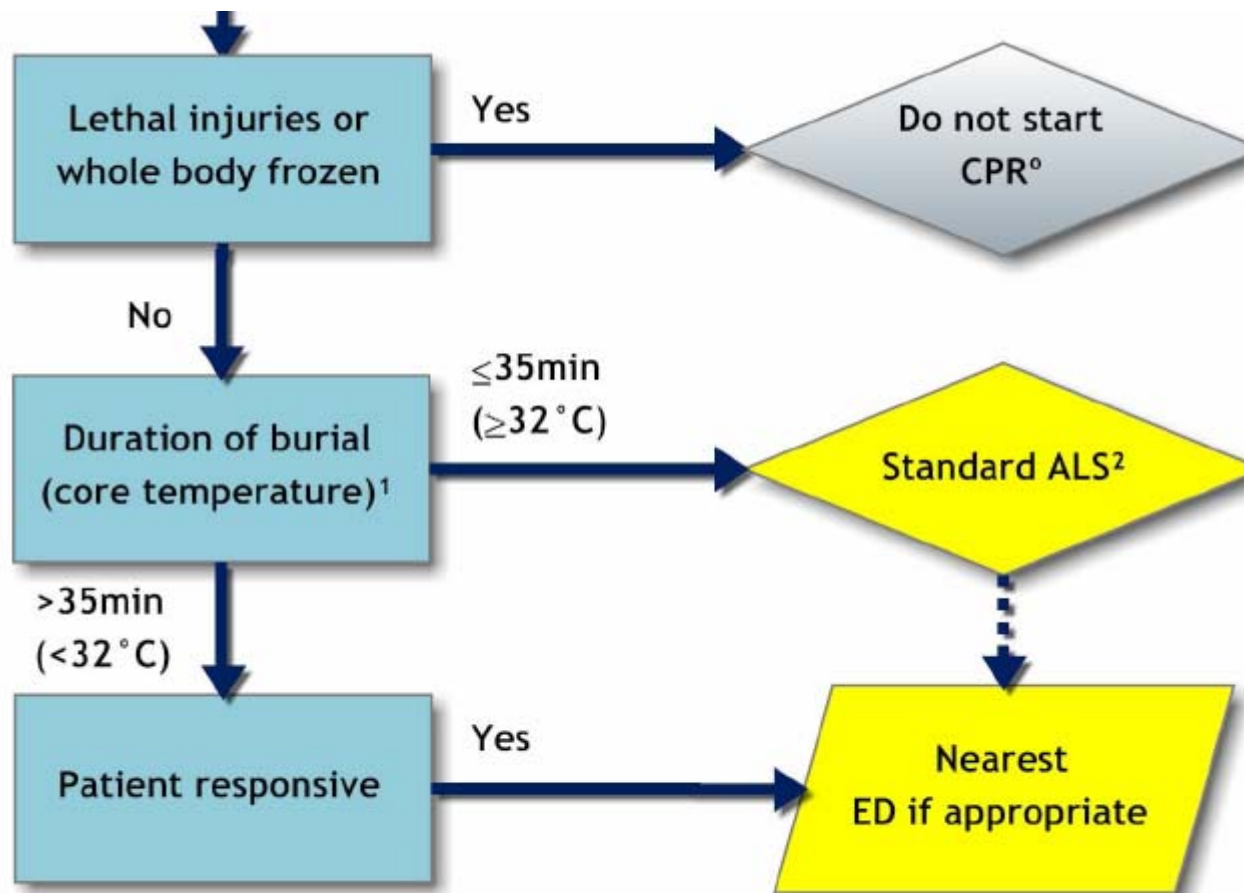 Lethal injuries or
whole body frozen
Yes
Do not start
CPRº
No
Duration of burial
(core temperature)¹
≤35min
(≥32°C)
Standard ALS²
>35min
(<32°C)
Patient responsive
Yes
Nearest
ED if appropriate